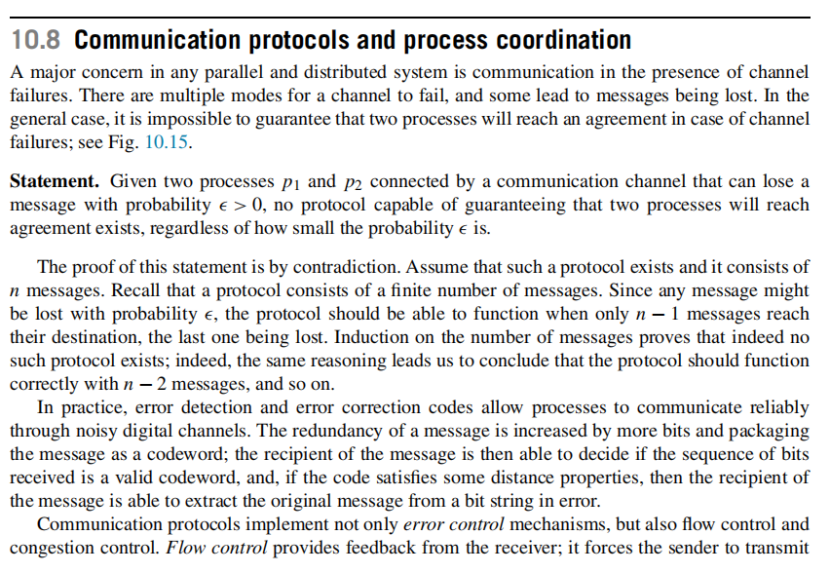 10.8 Communication protocols and process coordination
A major concern in any parallel and distributed system is communication in the presence of channel
failures. There are multiple modes for a channel to fail, and some lead to messages being lost. In the
general case, it is impossible to guarantee that two processes will reach an agreement in case of channel
failures; see Fig. 10.15.
Statement. Given two processes p₁ and p₂ connected by a communication channel that can lose a
message with probability ϵ > 0, no protocol capable of guaranteeing that two processes will reach
agreement exists, regardless of how small the probability ϵ is.
The proof of this statement is by contradiction. Assume that such a protocol exists and it consists of
n messages. Recall that a protocol consists of a finite number of messages. Since any message might
be lost with probability ϵ, the protocol should be able to function when only n − 1 messages reach
their destination, the last one being lost. Induction on the number of messages proves that indeed no
such protocol exists; indeed, the same reasoning leads us to conclude that the protocol should function
correctly with n − 2 messages, and so on.
In practice, error detection and error correction codes allow processes to communicate reliably
through noisy digital channels. The redundancy of a message is increased by more bits and packaging
the message as a codeword; the recipient of the message is then able to decide if the sequence of bits
received is a valid codeword, and, if the code satisfies some distance properties, then the recipient of
the message is able to extract the original message from a bit string in error.
Communication protocols implement not only error control mechanisms, but also flow control and
congestion control. Flow control provides feedback from the receiver; it forces the sender to transmit